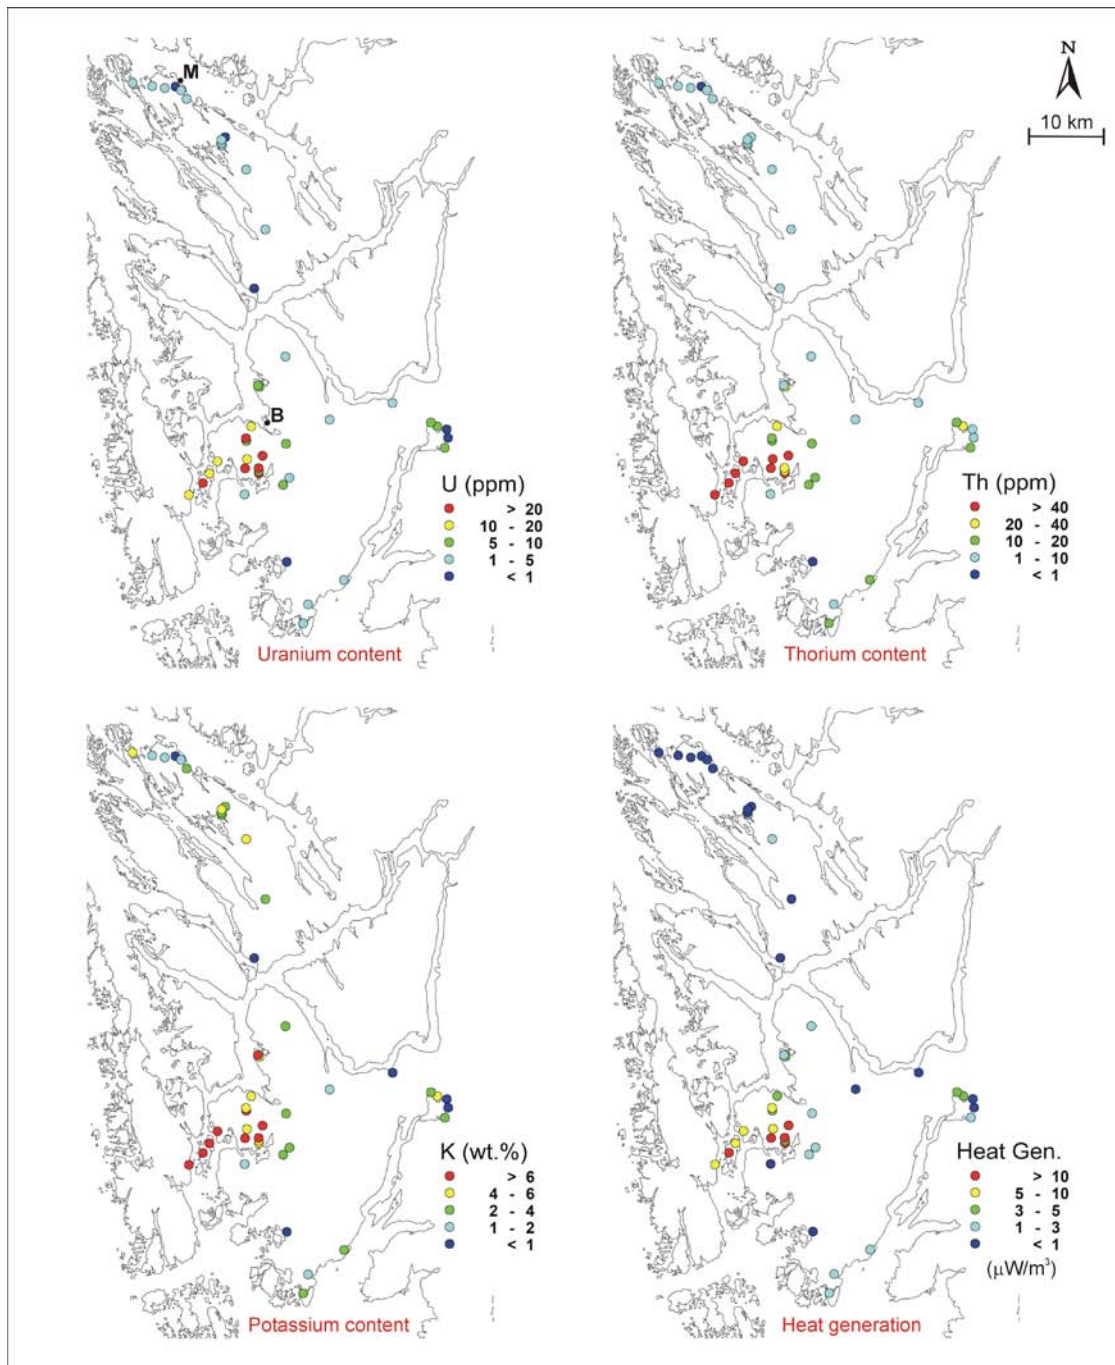 M
B
U (ppm)
> 20
10 - 20
5 - 10
1 - 5
< 1
Uranium content
N
10 km
Th (ppm)
> 40
20 - 40
10 - 20
1 - 10
< 1
Thorium content
K (wt.%)
> 6
4 - 6
2 - 4
1 - 2
< 1
Potassium content
Heat Gen.
> 10
5 - 10
3 - 5
1 - 3
< 1
(μW/m³)
Heat generation